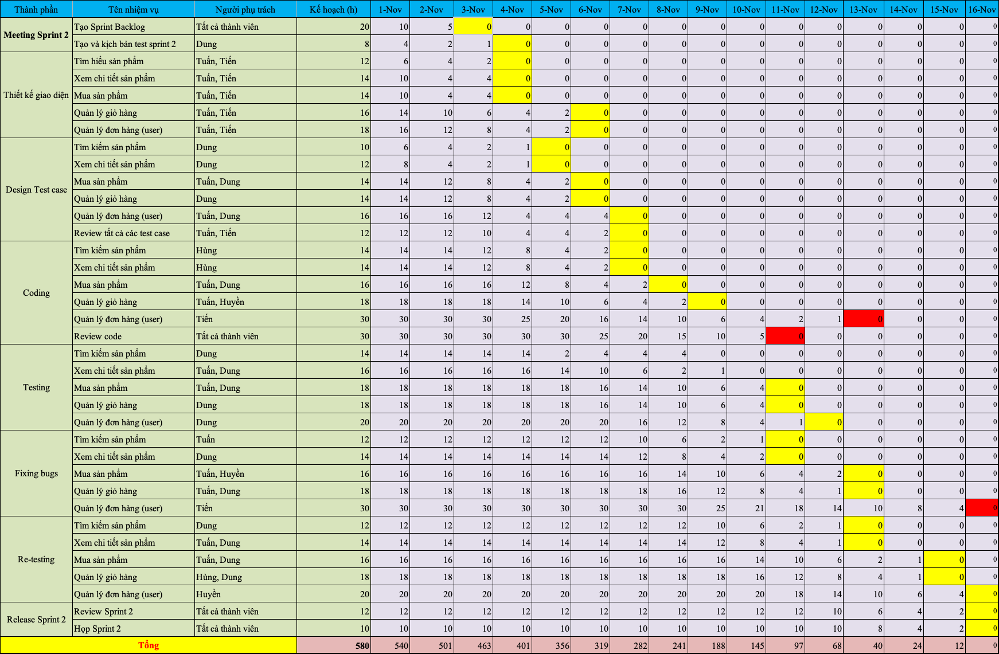 Thành phần Tên nhiệm vụ Người phụ trách Kế hoạch (h) 1-Nov 2-Nov 3-Nov 4-Nov 5-Nov 6-Nov 7-Nov 8-Nov 9-Nov 10-Nov 11-Nov 12-Nov 13-Nov 14-Nov 15-Nov 16-Nov
Meeting Sprint 2
Tạo Sprint Backlog Tất cả thành viên 20 10 5 0 0 0 0 0 0 0 0 0 0 0 0 0 0
Tạo và kịch bản test sprint 2 Dung 8 4 2 1 0 0 0 0 0 0 0 0 0 0 0 0 0
Thiết kế giao diện
Tìm hiểu sản phẩm Tuấn, Tiến 12 6 4 2 0 0 0 0 0 0 0 0 0 0 0 0 0
Xem chi tiết sản phẩm Tuấn, Tiến 14 10 4 4 0 0 0 0 0 0 0 0 0 0 0 0 0
Mua sản phẩm Tuấn, Tiến 14 10 4 4 0 0 0 0 0 0 0 0 0 0 0 0 0
Quản lý giỏ hàng Tuấn, Tiến 16 14 10 6 4 2 0 0 0 0 0 0 0 0 0 0 0
Quản lý đơn hàng (user) Tuấn, Tiến 18 16 12 8 4 2 0 0 0 0 0 0 0 0 0 0 0
Design Test case
Tìm kiếm sản phẩm Dung 10 6 4 2 1 0 0 0 0 0 0 0 0 0 0 0 0
Xem chi tiết sản phẩm Dung 12 8 4 2 1 0 0 0 0 0 0 0 0 0 0 0 0
Mua sản phẩm Tuấn, Dung 14 14 12 8 4 2 0 0 0 0 0 0 0 0 0 0 0
Quản lý giỏ hàng Dung 14 14 12 8 4 2 0 0 0 0 0 0 0 0 0 0 0
Quản lý đơn hàng (user) Tuấn, Dung 16 16 16 12 4 4 4 0 0 0 0 0 0 0 0 0 0
Review tất cả các test case Tuấn, Tiến 12 12 12 10 4 4 2 0 0 0 0 0 0 0 0 0 0
Coding
Tìm kiếm sản phẩm Hùng 14 14 14 12 8 4 2 0 0 0 0 0 0 0 0 0 0
Xem chi tiết sản phẩm Hùng 14 14 14 12 8 4 2 0 0 0 0 0 0 0 0 0 0
Mua sản phẩm Tuấn, Dung 16 16 16 16 12 8 4 2 0 0 0 0 0 0 0 0 0
Quản lý giỏ hàng Tuấn, Huyền 18 18 18 18 14 10 6 4 2 0 0 0 0 0 0 0 0
Quản lý đơn hàng (user) Tiến 30 30 30 30 25 20 16 14 10 6 4 2 1 0 0 0 0
Review code Tất cả thành viên 30 30 30 30 30 30 25 20 15 10 5 0 0 0 0 0 0
Testing
Tìm kiếm sản phẩm Dung 14 14 14 14 14 2 4 4 4 0 0 0 0 0 0 0 0
Xem chi tiết sản phẩm Tuấn, Dung 16 16 16 16 16 14 10 6 2 1 0 0 0 0 0 0 0
Mua sản phẩm Tuấn, Dung 18 18 18 18 18 18 16 14 10 6 4 0 0 0 0 0 0
Quản lý giỏ hàng Dung 18 18 18 18 18 18 16 14 10 6 4 0 0 0 0 0 0
Quản lý đơn hàng (user) Dung 20 20 20 20 20 20 20 16 12 8 4 1 0 0 0 0 0
Fixing bugs
Tìm kiếm sản phẩm Tuấn 12 12 12 12 12 12 12 10 6 2 1 0 0 0 0 0 0
Xem chi tiết sản phẩm Dung 14 14 14 14 14 14 14 12 8 4 2 0 0 0 0 0 0
Mua sản phẩm Tuấn, Huyền 16 16 16 16 16 16 16 16 14 10 6 4 2 0 0 0 0
Quản lý giỏ hàng Tuấn, Dung 18 18 18 18 18 18 18 18 16 12 8 4 1 0 0 0 0
Quản lý đơn hàng (user) Tiến 30 30 30 30 30 30 30 30 30 25 21 18 14 10 8 4 0
Re-testing
Tìm kiếm sản phẩm Dung 12 12 12 12 12 12 12 12 12 10 6 2 1 0 0 0 0
Xem chi tiết sản phẩm Tuấn, Dung 14 14 14 14 14 14 14 14 14 12 8 4 1 0 0 0 0
Mua sản phẩm Tuấn, Dung 16 16 16 16 16 16 16 16 16 16 14 10 6 2 1 0 0
Quản lý giỏ hàng Hùng, Dung 18 18 18 18 18 18 18 18 18 18 16 12 8 4 1 0 0
Quản lý đơn hàng (user) Huyền 20 20 20 20 20 20 20 20 20 20 20 18 14 10 6 4 0
Release Sprint 2
Review Sprint 2 Tất cả thành viên 12 12 12 12 12 12 12 12 12 12 12 12 10 6 4 2 0
Họp Sprint 2 Tất cả thành viên 10 10 10 10 10 10 10 10 10 10 10 10 10 8 4 2 0
Tổng 580 540 501 463 401 356 319 282 241 188 145 97 68 40 24 12 0